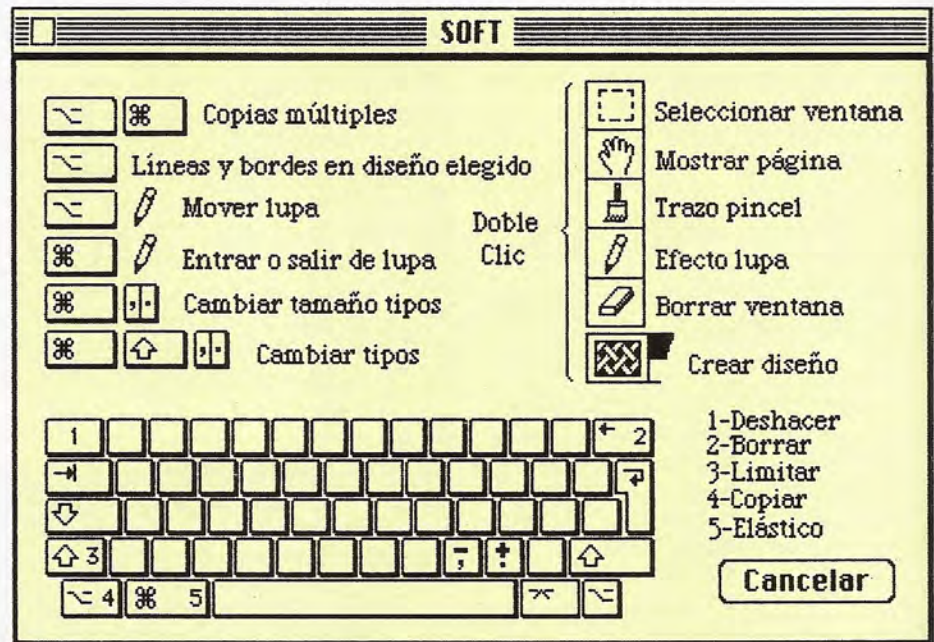 SOFT
⌥ ⌘ Copias múltiples
⌥ Líneas y bordes en diseño elegido
⌥ Mover lupa
⌘ Entrar o salir de lupa
⌘ , . Cambiar tamaño tipos
⌘ ⇧ , . Cambiar tipos
Doble
Clic
Seleccionar ventana
Mostrar página
Trazo pincel
Efecto lupa
Borrar ventana
Crear diseño
1 ← 2
⇧ 3
⌥ 4 ⌘ 5
1-Deshacer
2-Borrar
3-Limitar
4-Copiar
5-Elástico
Cancelar